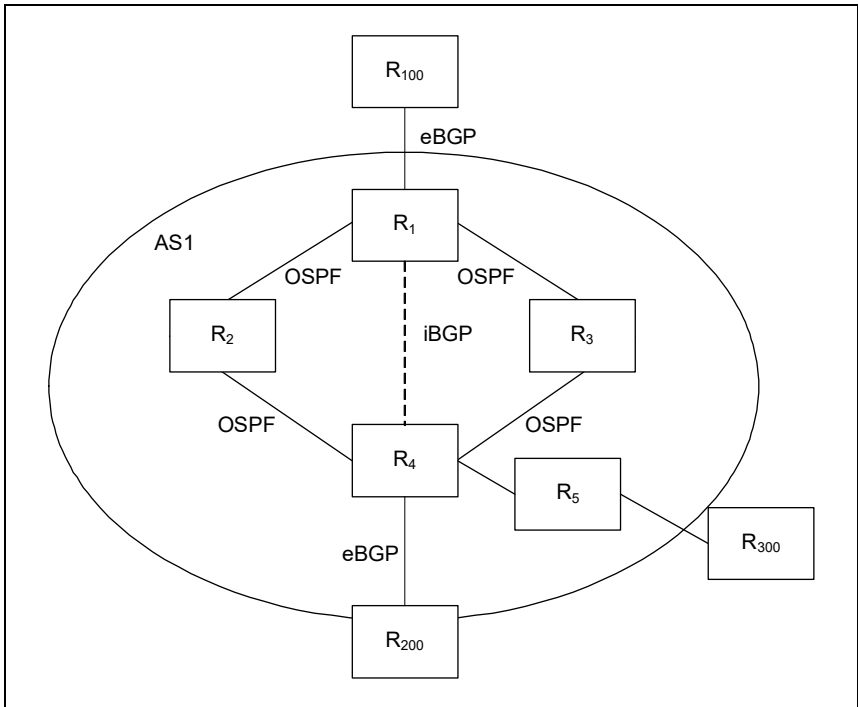 R100
eBGP
R1
AS1
OSPF
OSPF
R2
iBGP
R3
OSPF
OSPF
R4
R5
eBGP
R300
R200